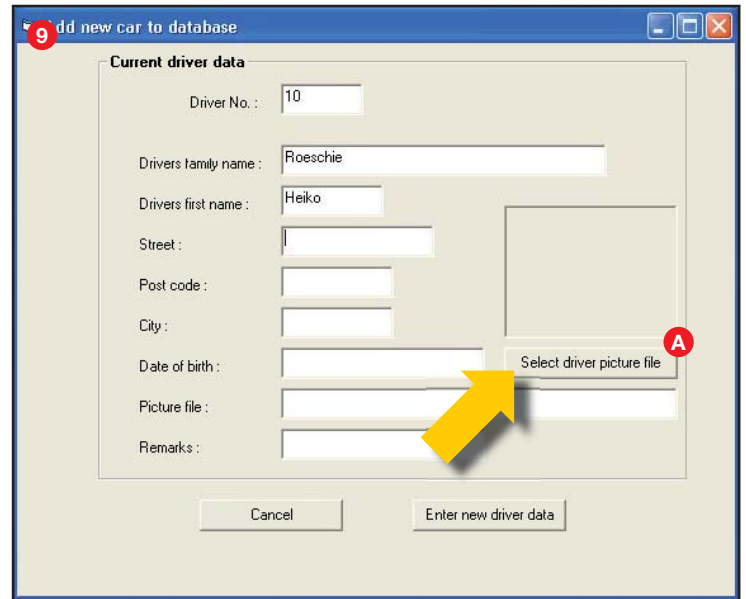 9
dd new car to database
Current driver data
Driver No. : 10
Drivers family name : Roeschie
Drivers first name : Heiko
Street :
Post code :
City :
Date of birth :
A
Select driver picture file
Picture file :
Remarks :
Cancel Enter new driver data